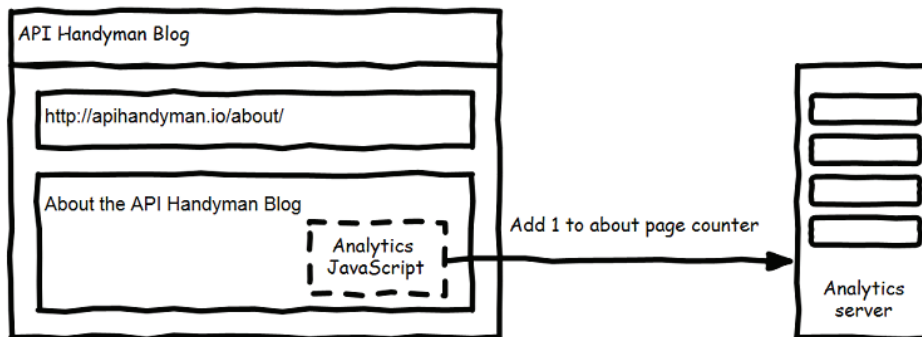 API Handyman Blog
http://apihandyman.io/about/
About the API Handyman Blog
Analytics
JavaScript
Add 1 to about page counter
Analytics
server